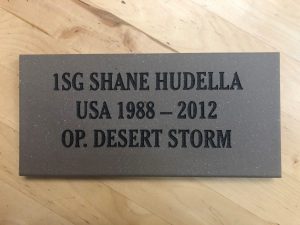 1SG SHANE HUDELLA
USA 1988 – 2012
OP. DESERT STORM